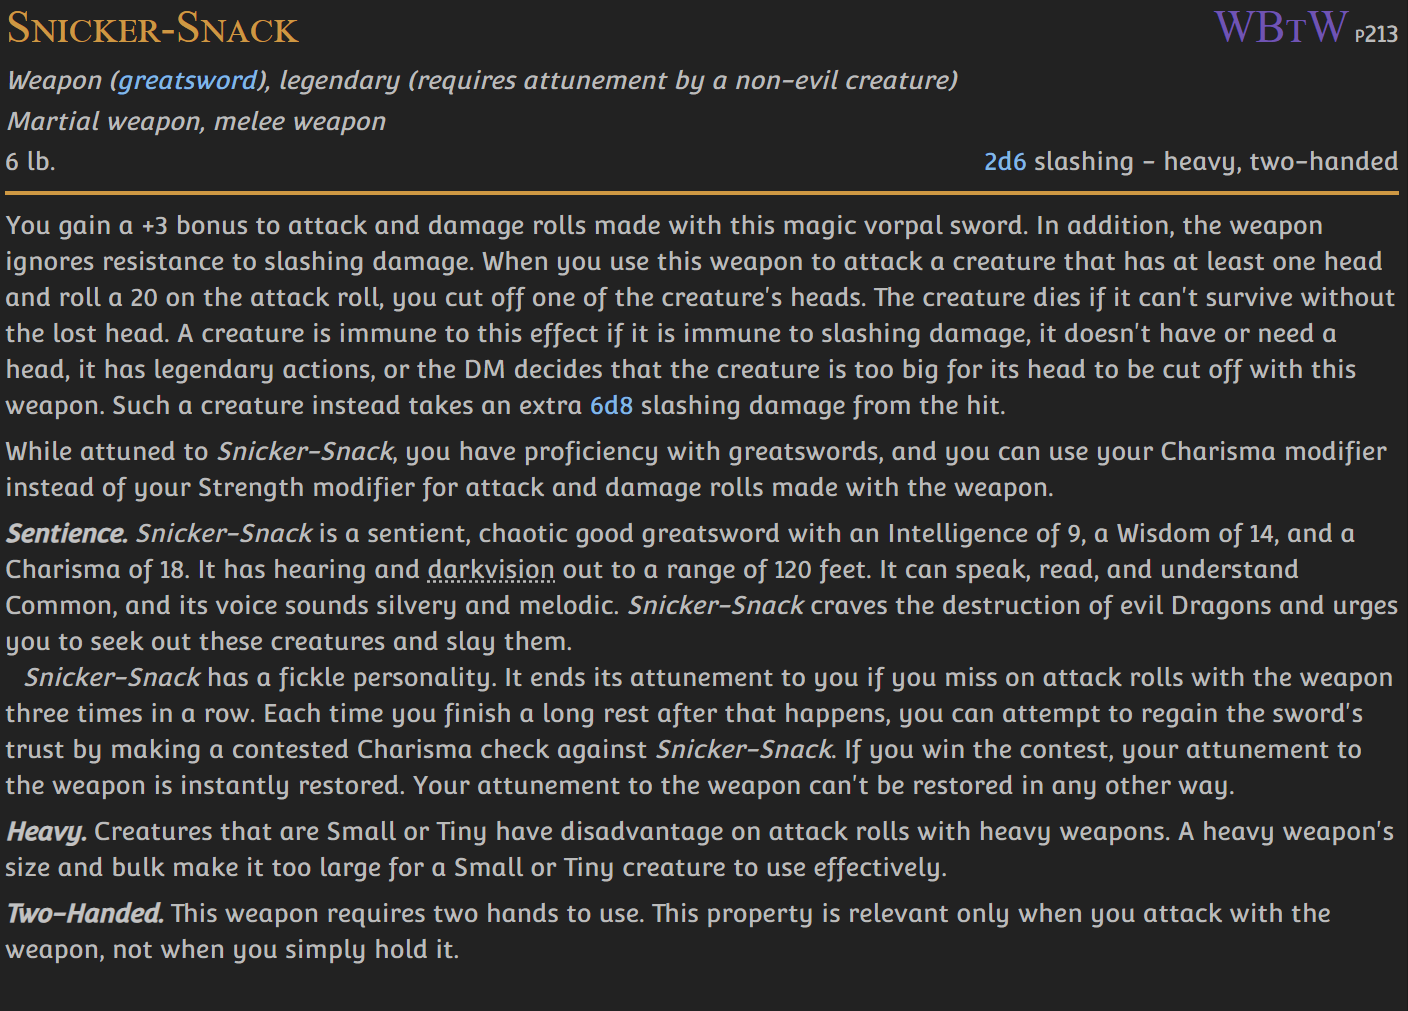 Snicker-Snack WBtW p213
Weapon (greatsword), legendary (requires attunement by a non-evil creature)
Martial weapon, melee weapon
6 lb. 2d6 slashing - heavy, two-handed
You gain a +3 bonus to attack and damage rolls made with this magic vorpal sword. In addition, the weapon
ignores resistance to slashing damage. When you use this weapon to attack a creature that has at least one head
and roll a 20 on the attack roll, you cut off one of the creature's heads. The creature dies if it can't survive without
the lost head. A creature is immune to this effect if it is immune to slashing damage, it doesn't have or need a
head, it has legendary actions, or the DM decides that the creature is too big for its head to be cut off with this
weapon. Such a creature instead takes an extra 6d8 slashing damage from the hit.
While attuned to Snicker-Snack, you have proficiency with greatswords, and you can use your Charisma modifier
instead of your Strength modifier for attack and damage rolls made with the weapon.
Sentience. Snicker-Snack is a sentient, chaotic good greatsword with an Intelligence of 9, a Wisdom of 14, and a
Charisma of 18. It has hearing and darkvision out to a range of 120 feet. It can speak, read, and understand
Common, and its voice sounds silvery and melodic. Snicker-Snack craves the destruction of evil Dragons and urges
you to seek out these creatures and slay them.
Snicker-Snack has a fickle personality. It ends its attunement to you if you miss on attack rolls with the weapon
three times in a row. Each time you finish a long rest after that happens, you can attempt to regain the sword's
trust by making a contested Charisma check against Snicker-Snack. If you win the contest, your attunement to
the weapon is instantly restored. Your attunement to the weapon can't be restored in any other way.
Heavy. Creatures that are Small or Tiny have disadvantage on attack rolls with heavy weapons. A heavy weapon's
size and bulk make it too large for a Small or Tiny creature to use effectively.
Two-Handed. This weapon requires two hands to use. This property is relevant only when you attack with the
weapon, not when you simply hold it.